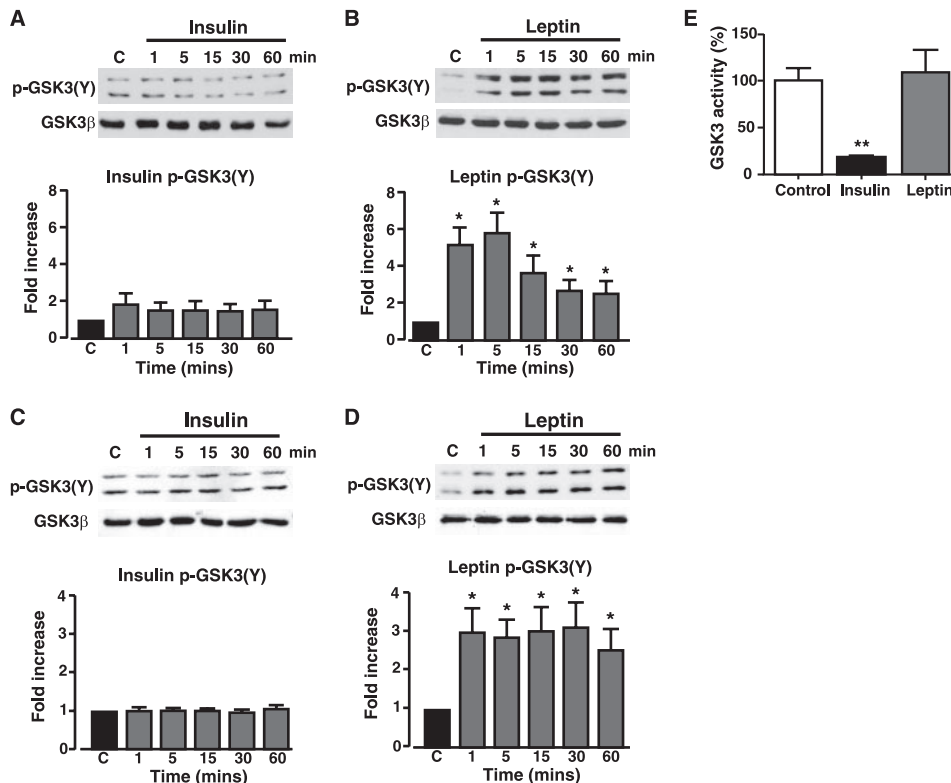 A
Insulin
C 1 5 15 30 60 min
p-GSK3(Y)
GSK3β
Insulin p-GSK3(Y)
Fold increase
8
6
4
2
0
C 1 5 15 30 60
Time (mins)
B
Leptin
C 1 5 15 30 60 min
p-GSK3(Y)
GSK3β
Leptin p-GSK3(Y)
Fold increase
8
6
4
2
0
* * * * *
C 1 5 15 30 60
Time (mins)
E
GSK3 activity (%)
150
100
50
0
**
Control Insulin Leptin
C
Insulin
C 1 5 15 30 60 min
p-GSK3(Y)
GSK3β
Insulin p-GSK3(Y)
Fold increase
4
3
2
1
0
C 1 5 15 30 60
Time (mins)
D
Leptin
C 1 5 15 30 60 min
p-GSK3(Y)
GSK3β
Leptin p-GSK3(Y)
Fold increase
4
3
2
1
0
* * * * *
C 1 5 15 30 60
Time (mins)